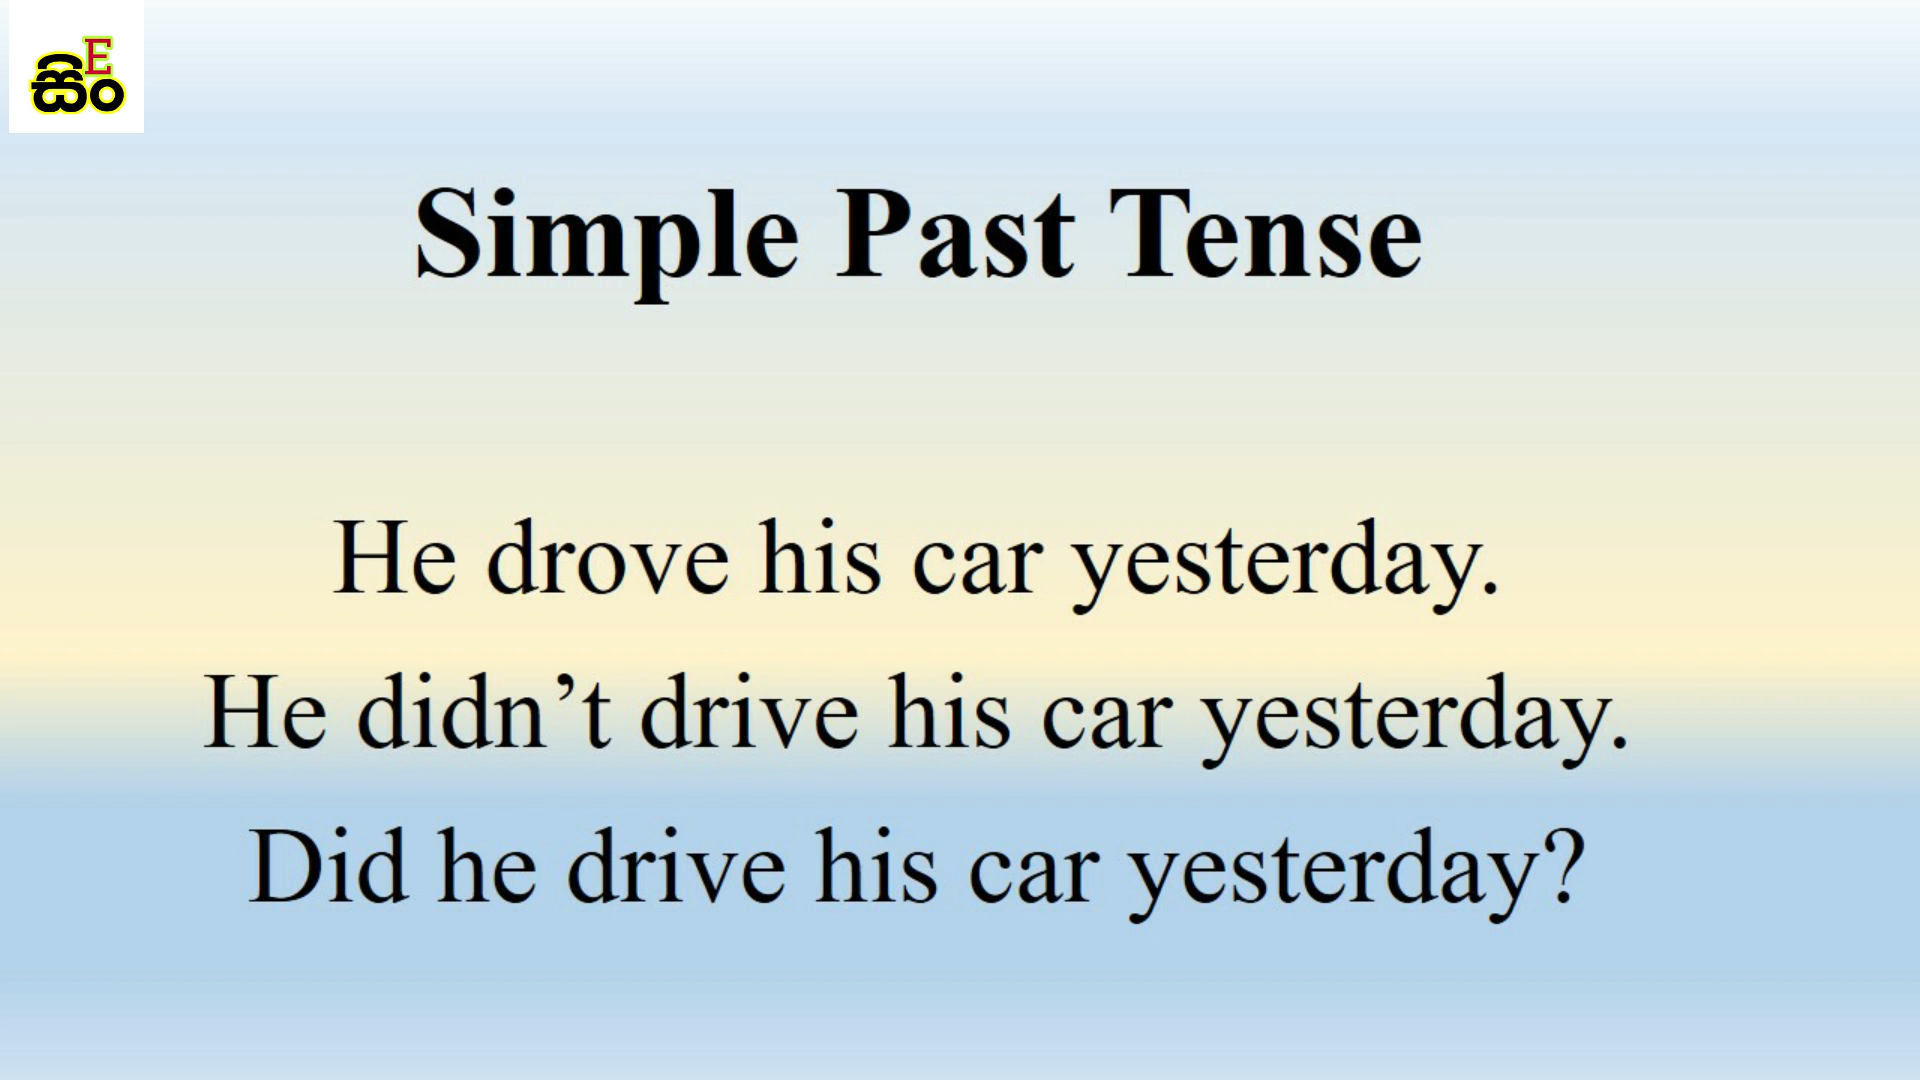 සිං E
Simple Past Tense
He drove his car yesterday.
He didn’t drive his car yesterday.
Did he drive his car yesterday?